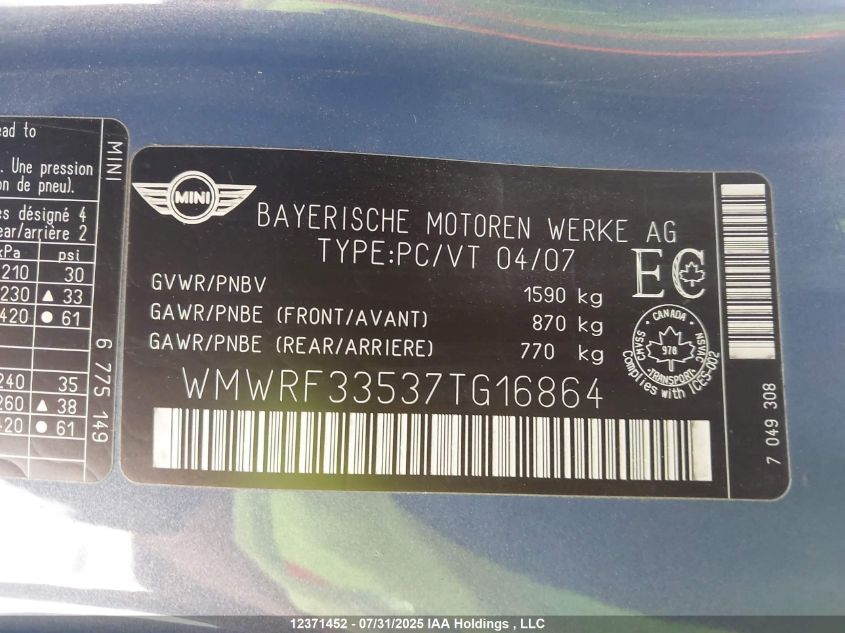 ead to
. Une pression
on de pneu).
es désigné 4
ear/arrière 2
kPa psi
210 30
230 ▲ 33
420 ● 61
240 35
260 ▲ 38
420 ● 61
MINI
6 775 149
MINI
BAYERISCHE MOTOREN WERKE AG
TYPE:PC/VT 04/07
GVWR/PNBV 1590 kg
GAWR/PNBE (FRONT/AVANT) 870 kg
GAWR/PNBE (REAR/ARRIERE) 770 kg
WMWRF33537TG16864
EC
CANADA
CMVSS
NSVAC
978
TRANSPORT
Complies with ICES-002
7 049 308
12371452 - 07/31/2025 IAA Holdings , LLC